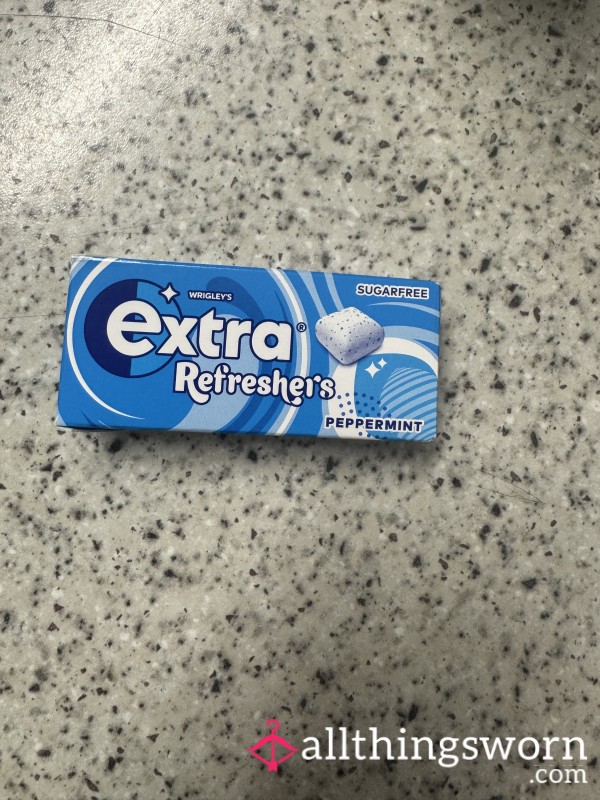 WRIGLEY'S
extra®
Refreshers
SUGARFREE
PEPPERMINT
allthingsworn
.com